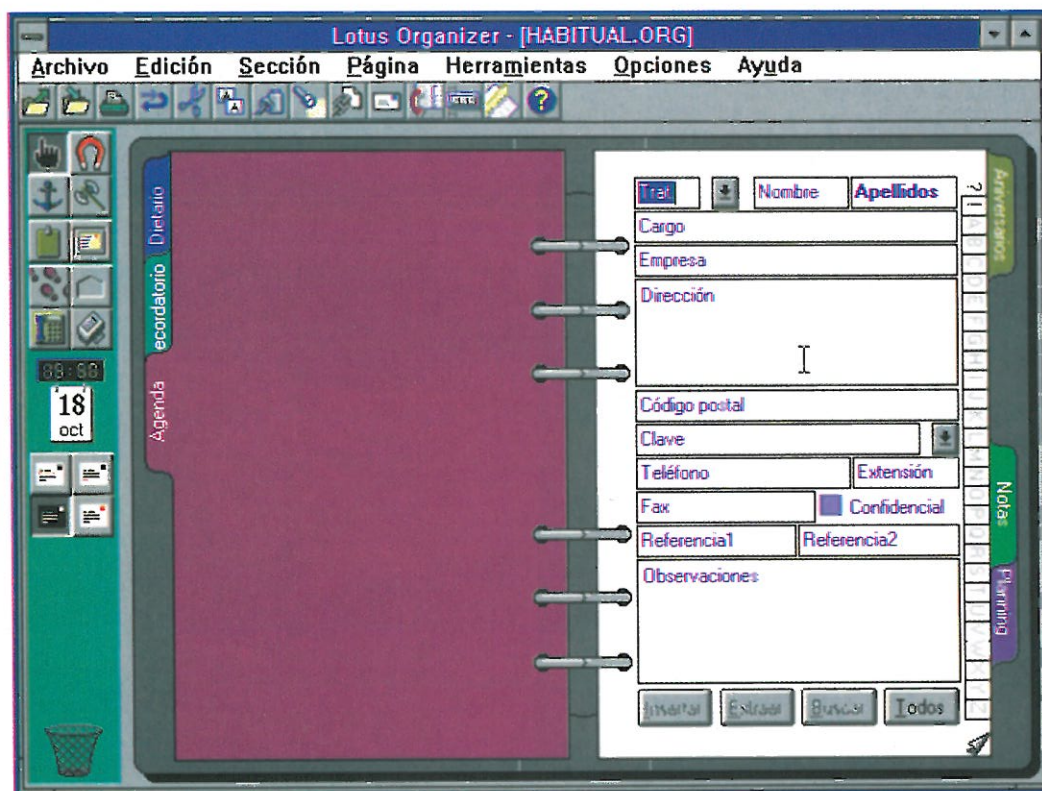 Lotus Organizer - [HABITUAL.ORG]
Archivo Edición Sección Página Herramientas Opciones Ayuda
Dietario
ecordatorio
Agenda
18
oct
Trat. Nombre Apellidos
Cargo
Empresa
Dirección
Código postal
Clave
Teléfono Extensión
Fax Confidencial
Referencia1 Referencia2
Observaciones
Insertar Extraer Buscar Todos
?
!
A
B
C
D
E
F
G
H
I
J
K
L
M
N
O
P
Q
R
S
T
U
V
W
X
Y
Z
Aniversarios
Notas
Planning